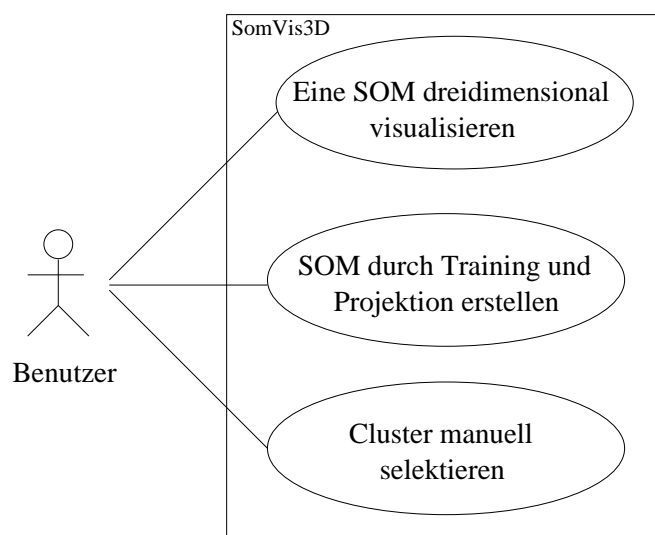 SomVis3D
Eine SOM dreidimensional
visualisieren
SOM durch Training und
Projektion erstellen
Benutzer
Cluster manuell
selektieren